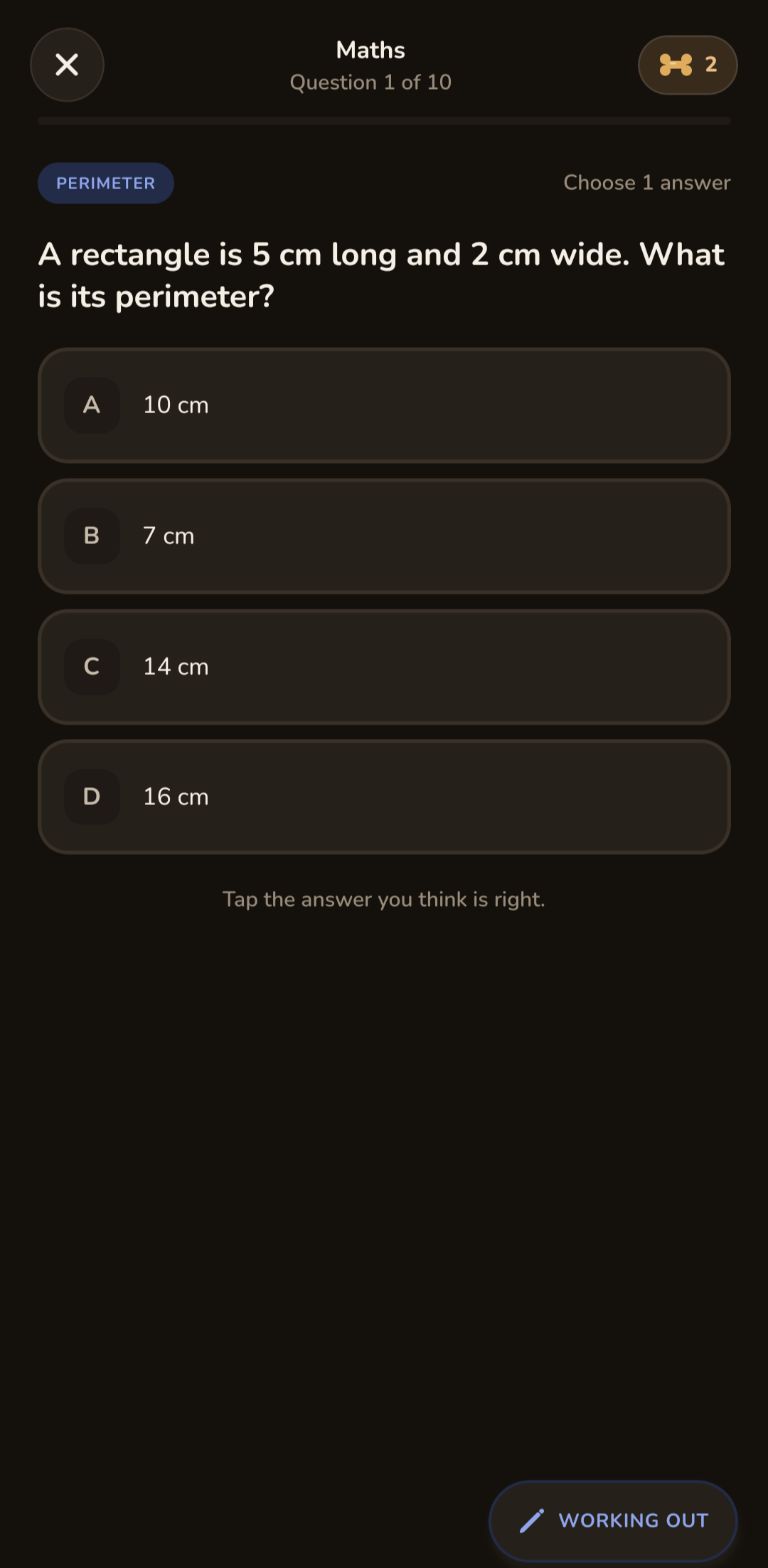 Maths
Question 1 of 10
2
PERIMETER
Choose 1 answer
A rectangle is 5 cm long and 2 cm wide. What
is its perimeter?
A 10 cm
B 7 cm
C 14 cm
D 16 cm
Tap the answer you think is right.
WORKING OUT